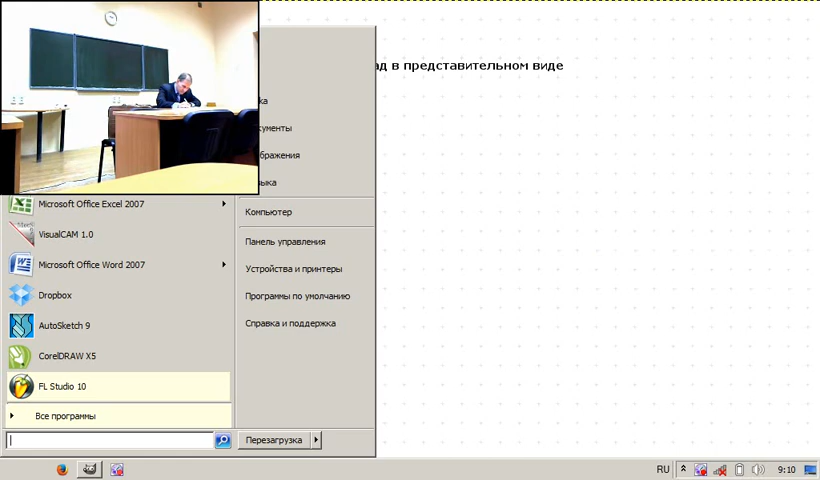 ад в представительном виде
ка
кументы
бражения
зыка
Microsoft Office Excel 2007
Компьютер
VisualCAM 1.0
Панель управления
Microsoft Office Word 2007
Устройства и принтеры
Dropbox
Программы по умолчанию
AutoSketch 9
Справка и поддержка
CorelDRAW X5
FL Studio 10
Все программы
Перезагрузка
RU
9:10